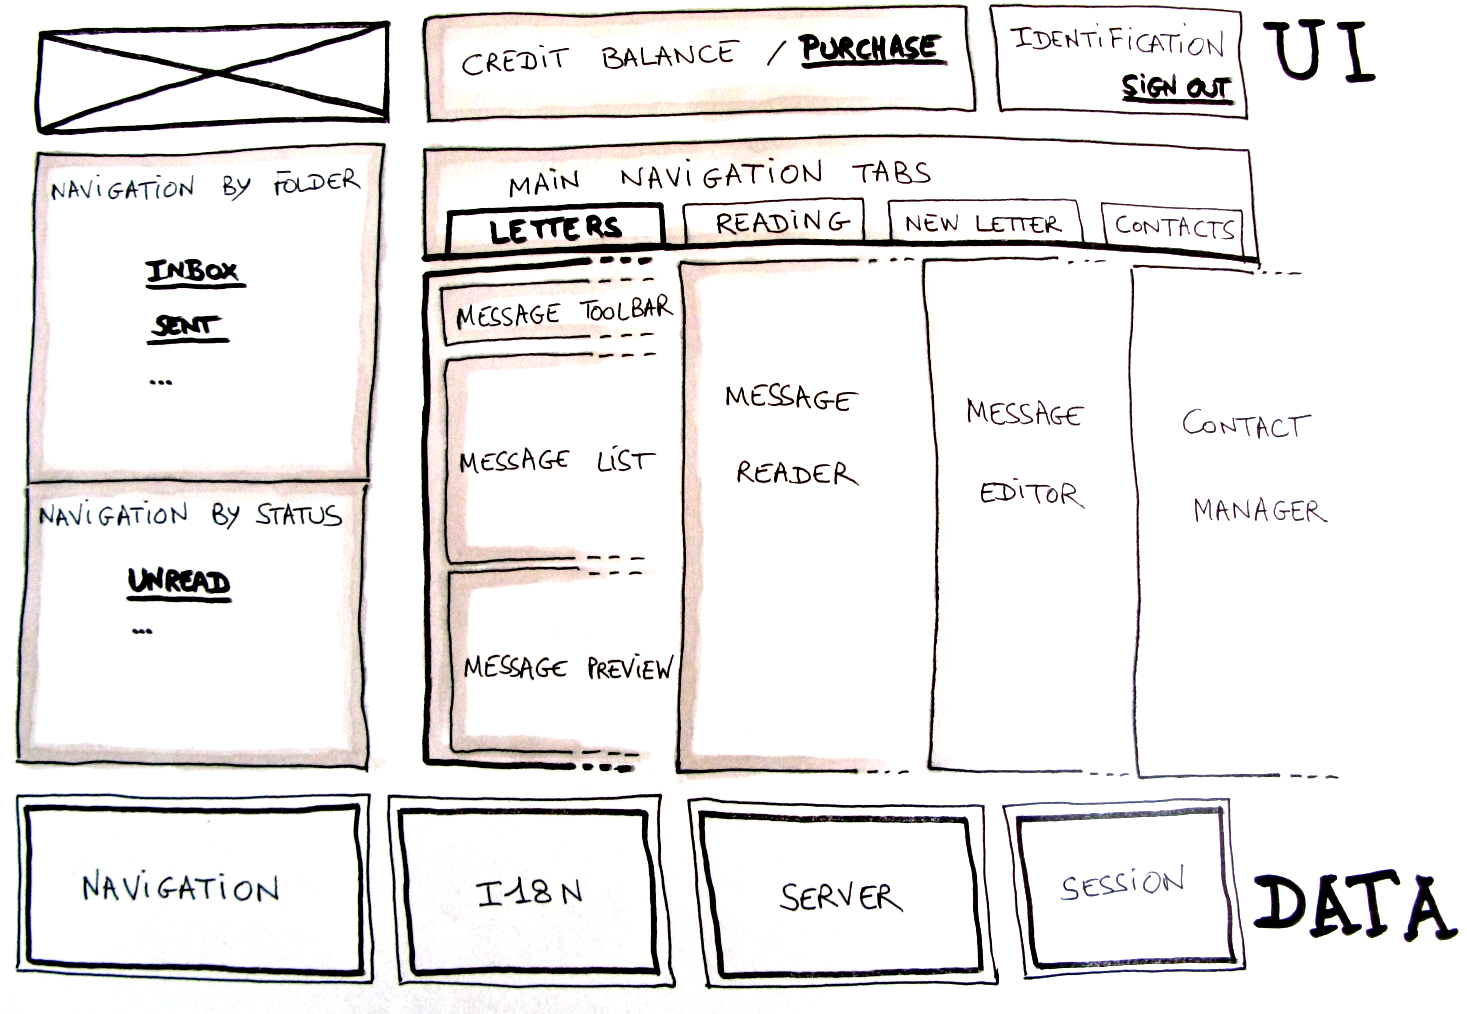 CREDIT BALANCE / PURCHASE
IDENTIFICATION
SIGN OUT
UI
NAVIGATION BY FOLDER
INBOX
SENT
...
NAVIGATION BY STATUS
UNREAD
...
MAIN NAVIGATION TABS
LETTERS
READING
NEW LETTER
CONTACTS
MESSAGE TOOLBAR
MESSAGE LIST
MESSAGE PREVIEW
MESSAGE
READER
MESSAGE
EDITOR
CONTACT
MANAGER
NAVIGATION
I18N
SERVER
SESSION
DATA